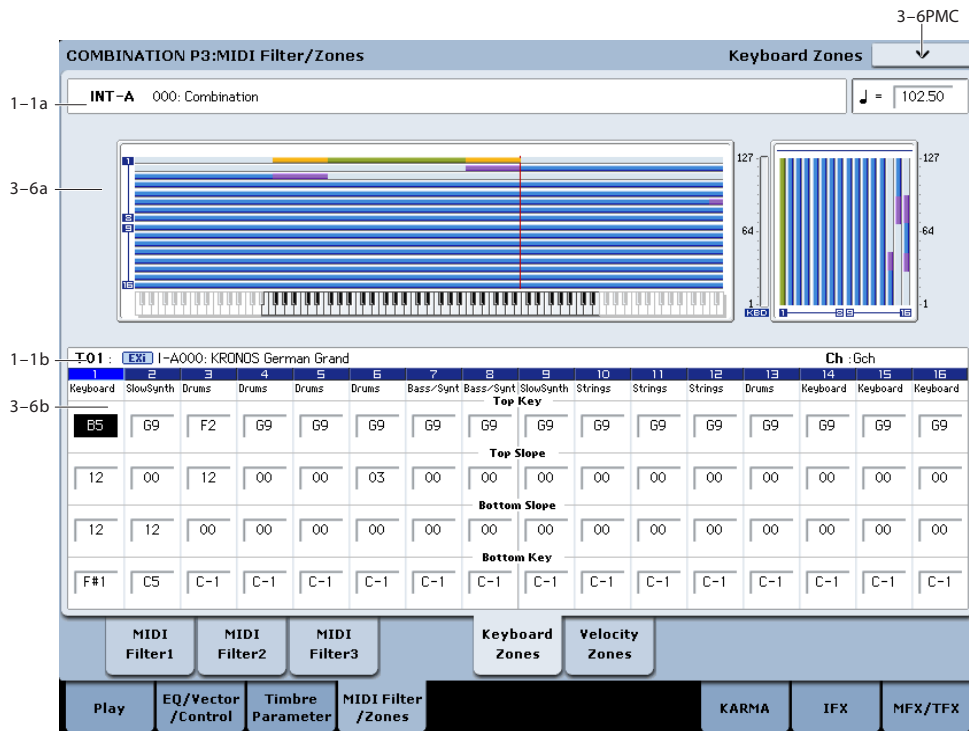 3-6PMC
COMBINATION P3:MIDI Filter/Zones Keyboard Zones
1-1a INT-A 000: Combination ♩ = 102.50
3-6a
1 8 9 16
127 64 1 KBD 1 8 9 16 127 64 1
1-1b T01 : EXi I-A000: KRONOS German Grand Ch :Gch
1 2 3 4 5 6 7 8 9 10 11 12 13 14 15 16
Keyboard SlowSynth Drums Drums Drums Drums Bass/Synt Bass/Synt SlowSynth Strings Strings Strings Drums Keyboard Keyboard Keyboard
3-6b
Top Key
B5 G9 F2 G9 G9 G9 G9 G9 G9 G9 G9 G9 G9 G9 G9 G9
Top Slope
12 00 12 00 00 03 00 00 00 00 00 00 00 00 00 00
Bottom Slope
12 12 00 00 00 00 00 00 00 00 00 00 00 00 00 00
Bottom Key
F#1 C5 C-1 C-1 C-1 C-1 C-1 C-1 C-1 C-1 C-1 C-1 C-1 C-1 C-1 C-1
MIDI Filter1 MIDI Filter2 MIDI Filter3 Keyboard Zones Velocity Zones
Play EQ/Vector /Control Timbre Parameter MIDI Filter /Zones KARMA IFX MFX/TFX